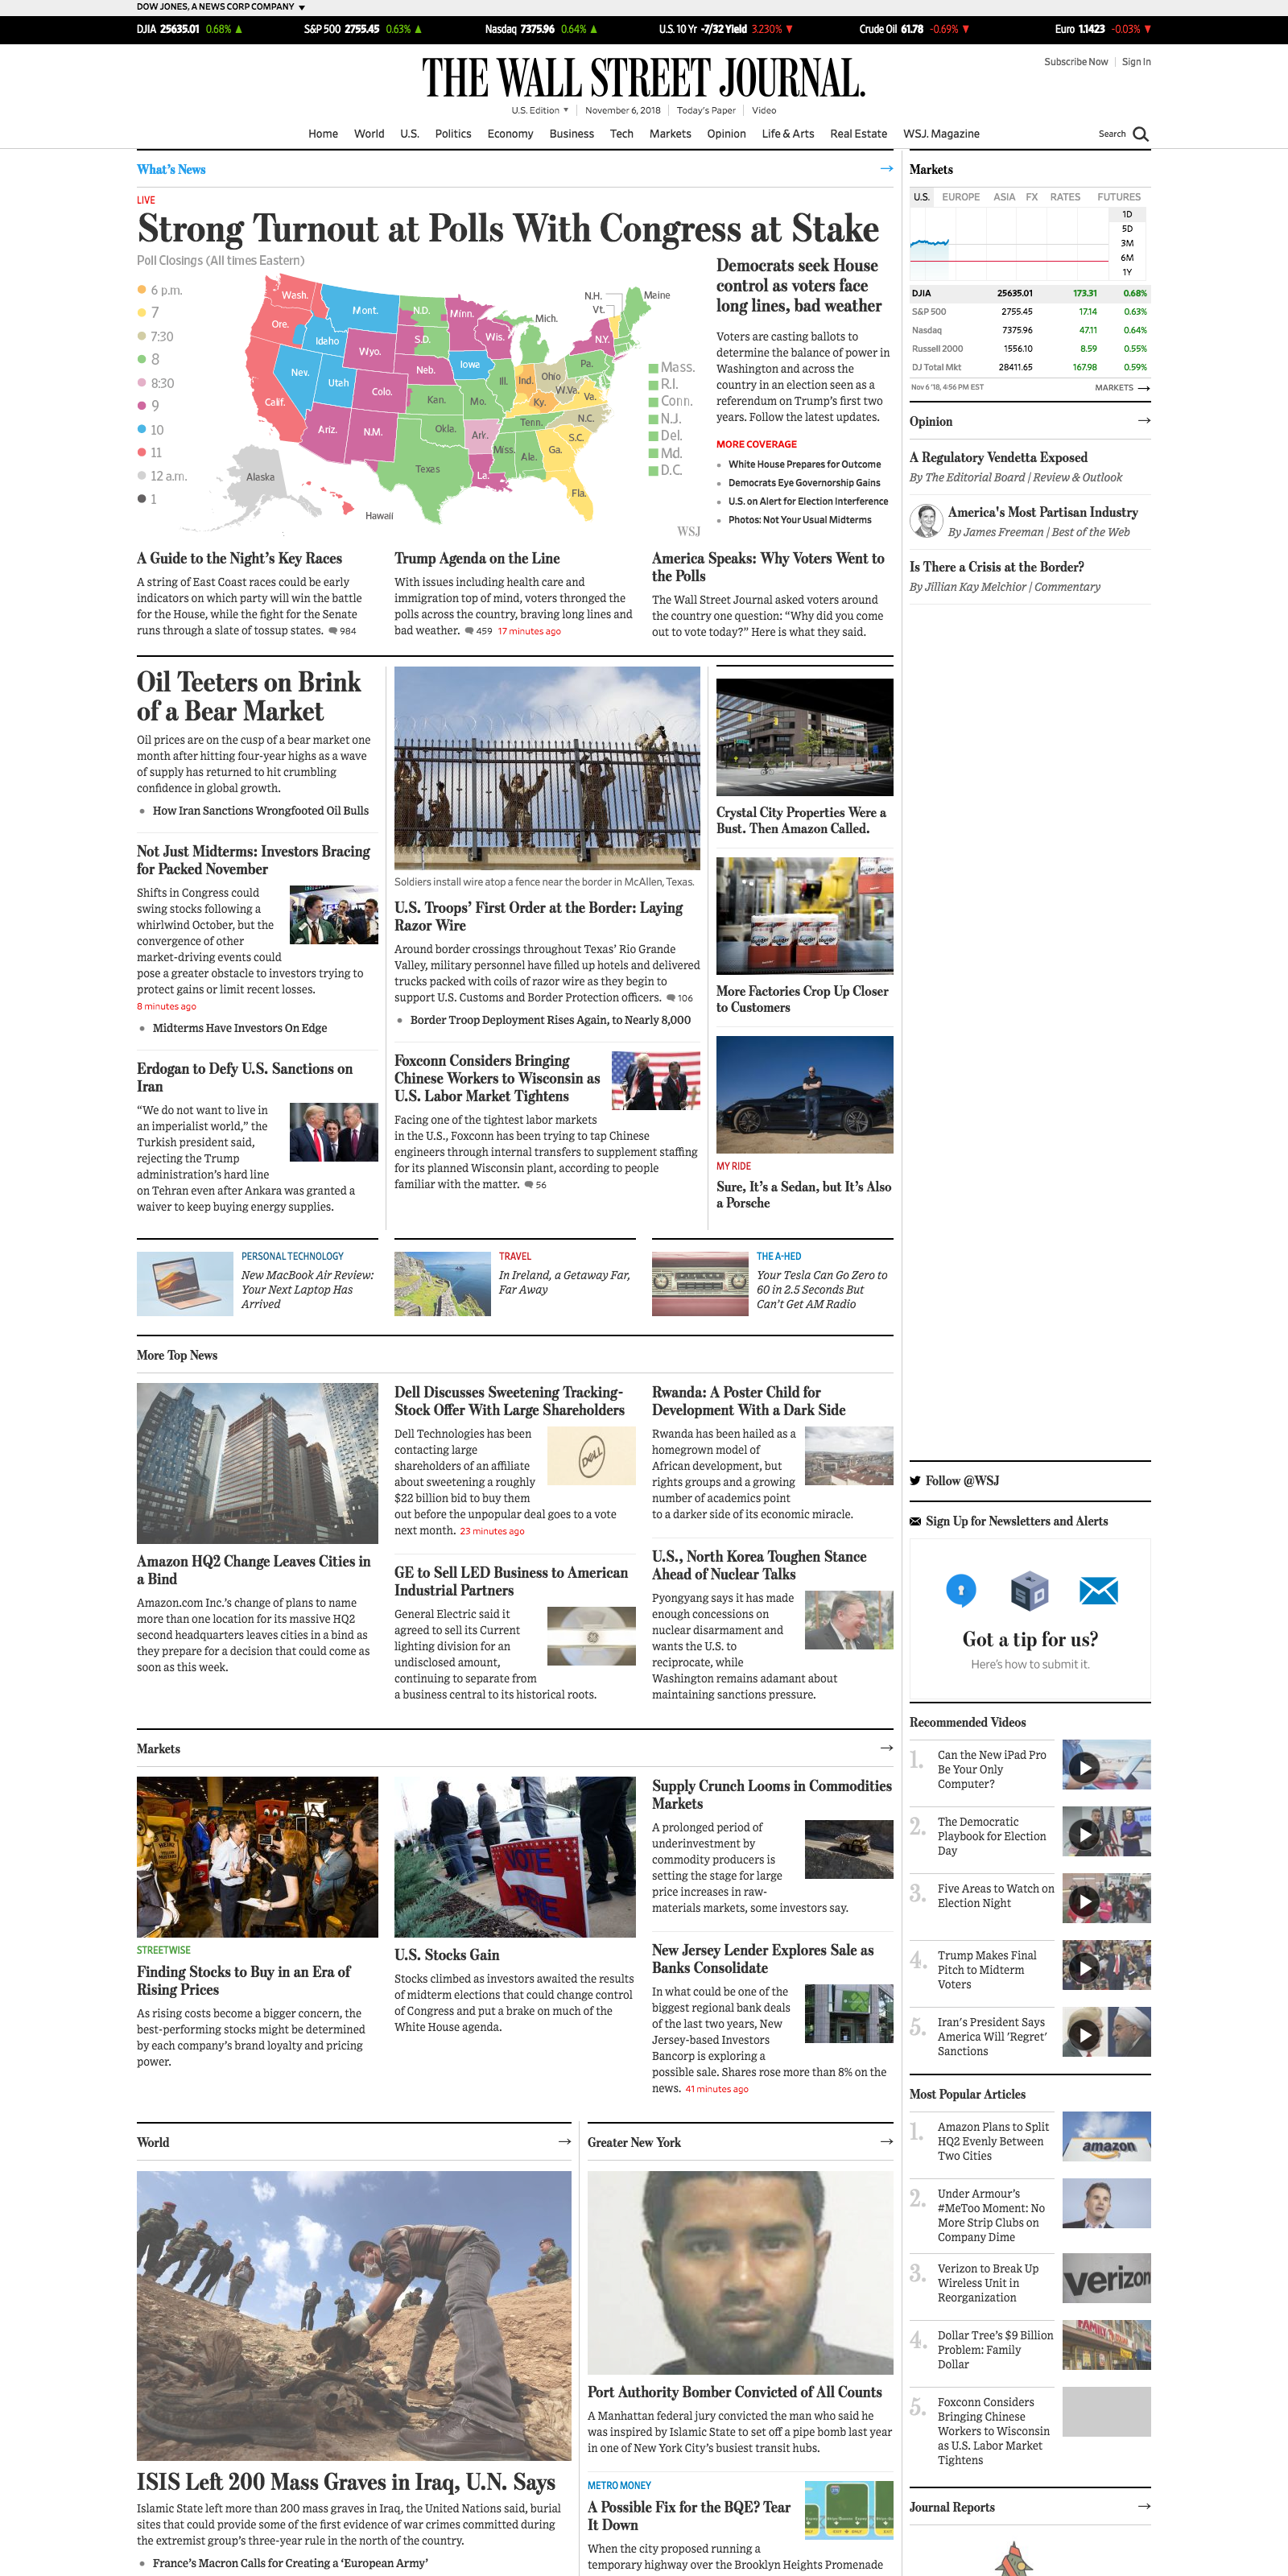 DOW JONES, A NEWS CORP COMPANY
DJIA 25635.01 0.68%
S&P 500 2755.45 0.63%
Nasdaq 7375.96 0.64%
U.S. 10 Yr -7/32 Yield 3.230%
Crude Oil 61.78 -0.69%
Euro 1.1423 -0.03%
Subscribe Now
Sign In
THE WALL STREET JOURNAL.
U.S. Edition
November 6, 2018
Today's Paper
Video
Home World U.S. Politics Economy Business Tech Markets Opinion Life & Arts Real Estate WSJ. Magazine
Search
What's News
LIVE
Strong Turnout at Polls With Congress at Stake
Poll Closings (All times Eastern)
6 p.m.
7
7:30
8
8:30
9
10
11
12 a.m.
1
Wash.
Ore.
Calif.
Idaho
Nev.
Mont.
Wyo.
Utah
Colo.
Ariz.
N.M.
N.D.
S.D.
Neb.
Kan.
Okla.
Texas
Minn.
Iowa
Mo.
Ark.
La.
Wis.
Ill.
Mich.
Ind.
Ohio
Ky.
Tenn.
Miss.
Ala.
Ga.
Fla.
S.C.
N.C.
Va.
W.Va.
Pa.
N.Y.
Vt.
N.H.
Maine
Mass.
R.I.
Conn.
N.J.
Del.
Md.
D.C.
Alaska
Hawaii
WSJ
Democrats seek House
control as voters face
long lines, bad weather
Voters are casting ballots to
determine the balance of power in
Washington and across the
country in an election seen as a
referendum on Trump's first two
years. Follow the latest updates.
MORE COVERAGE
White House Prepares for Outcome
Democrats Eye Governorship Gains
U.S. on Alert for Election Interference
Photos: Not Your Usual Midterms
A Guide to the Night's Key Races
A string of East Coast races could be early
indicators on which party will win the battle
for the House, while the fight for the Senate
runs through a slate of tossup states. 984
Trump Agenda on the Line
With issues including health care and
immigration top of mind, voters thronged the
polls across the country, braving long lines and
bad weather. 459 17 minutes ago
America Speaks: Why Voters Went to
the Polls
The Wall Street Journal asked voters around
the country one question: “Why did you come
out to vote today?” Here is what they said.
Oil Teeters on Brink
of a Bear Market
Oil prices are on the cusp of a bear market one
month after hitting four-year highs as a wave
of supply has returned to hit crumbling
confidence in global growth.
How Iran Sanctions Wrongfooted Oil Bulls
Not Just Midterms: Investors Bracing
for Packed November
Shifts in Congress could
swing stocks following a
whirlwind October, but the
convergence of other
market-driving events could
pose a greater obstacle to investors trying to
protect gains or limit recent losses.
8 minutes ago
Midterms Have Investors On Edge
Erdogan to Defy U.S. Sanctions on
Iran
“We do not want to live in
an imperialist world,” the
Turkish president said,
rejecting the Trump
administration's hard line
on Tehran even after Ankara was granted a
waiver to keep buying energy supplies.
Soldiers install wire atop a fence near the border in McAllen, Texas.
U.S. Troops' First Order at the Border: Laying
Razor Wire
Around border crossings throughout Texas' Rio Grande
Valley, military personnel have filled up hotels and delivered
trucks packed with coils of razor wire as they begin to
support U.S. Customs and Border Protection officers. 106
Border Troop Deployment Rises Again, to Nearly 8,000
Foxconn Considers Bringing
Chinese Workers to Wisconsin as
U.S. Labor Market Tightens
Facing one of the tightest labor markets
in the U.S., Foxconn has been trying to tap Chinese
engineers through internal transfers to supplement staffing
for its planned Wisconsin plant, according to people
familiar with the matter. 56
Crystal City Properties Were a
Bust. Then Amazon Called.
More Factories Crop Up Closer
to Customers
MY RIDE
Sure, It's a Sedan, but It's Also
a Porsche
PERSONAL TECHNOLOGY
New MacBook Air Review:
Your Next Laptop Has
Arrived
TRAVEL
In Ireland, a Getaway Far,
Far Away
THE A-HED
Your Tesla Can Go Zero to
60 in 2.5 Seconds But
Can't Get AM Radio
More Top News
Amazon HQ2 Change Leaves Cities in
a Bind
Amazon.com Inc.'s change of plans to name
more than one location for its massive HQ2
second headquarters leaves cities in a bind as
they prepare for a decision that could come as
soon as this week.
Dell Discusses Sweetening Tracking-
Stock Offer With Large Shareholders
Dell Technologies has been
contacting large
shareholders of an affiliate
about sweetening a roughly
$22 billion bid to buy them
out before the unpopular deal goes to a vote
next month. 23 minutes ago
DELL
GE to Sell LED Business to American
Industrial Partners
General Electric said it
agreed to sell its Current
lighting division for an
undisclosed amount,
continuing to separate from
a business central to its historical roots.
Rwanda: A Poster Child for
Development With a Dark Side
Rwanda has been hailed as a
homegrown model of
African development, but
rights groups and a growing
number of academics point
to a darker side of its economic miracle.
U.S., North Korea Toughen Stance
Ahead of Nuclear Talks
Pyongyang says it has made
enough concessions on
nuclear disarmament and
wants the U.S. to
reciprocate, while
Washington remains adamant about
maintaining sanctions pressure.
Markets
STREETWISE
Finding Stocks to Buy in an Era of
Rising Prices
As rising costs become a bigger concern, the
best-performing stocks might be determined
by each company's brand loyalty and pricing
power.
VOTE
HERE
U.S. Stocks Gain
Stocks climbed as investors awaited the results
of midterm elections that could change control
of Congress and put a brake on much of the
White House agenda.
Supply Crunch Looms in Commodities
Markets
A prolonged period of
underinvestment by
commodity producers is
setting the stage for large
price increases in raw-
materials markets, some investors say.
New Jersey Lender Explores Sale as
Banks Consolidate
In what could be one of the
biggest regional bank deals
of the last two years, New
Jersey-based Investors
Bancorp is exploring a
possible sale. Shares rose more than 8% on the
news. 41 minutes ago
World
ISIS Left 200 Mass Graves in Iraq, U.N. Says
Islamic State left more than 200 mass graves in Iraq, the United Nations said, burial
sites that could provide some of the first evidence of war crimes committed during
the extremist group's three-year rule in the north of the country.
France's Macron Calls for Creating a ‘European Army’
Greater New York
Port Authority Bomber Convicted of All Counts
A Manhattan federal jury convicted the man who said he
was inspired by Islamic State to set off a pipe bomb last year
in one of New York City's busiest transit hubs.
METRO MONEY
A Possible Fix for the BQE? Tear
It Down
When the city proposed running a
temporary highway over the Brooklyn Heights Promenade
Markets
U.S. EUROPE ASIA FX RATES FUTURES
1D
5D
3M
6M
1Y
DJIA 25635.01 173.31 0.68%
S&P 500 2755.45 17.14 0.63%
Nasdaq 7375.96 47.11 0.64%
Russell 2000 1556.10 8.59 0.55%
DJ Total Mkt 28411.65 167.98 0.59%
Nov 6 '18, 4:56 PM EST
MARKETS
Opinion
A Regulatory Vendetta Exposed
By The Editorial Board | Review & Outlook
America's Most Partisan Industry
By James Freeman | Best of the Web
Is There a Crisis at the Border?
By Jillian Kay Melchior | Commentary
Follow @WSJ
Sign Up for Newsletters and Alerts
Got a tip for us?
Here's how to submit it.
Recommended Videos
1. Can the New iPad Pro
Be Your Only
Computer?
2. The Democratic
Playbook for Election
Day
3. Five Areas to Watch on
Election Night
4. Trump Makes Final
Pitch to Midterm
Voters
5. Iran's President Says
America Will 'Regret'
Sanctions
Most Popular Articles
1. Amazon Plans to Split
HQ2 Evenly Between
Two Cities
amazon
2. Under Armour's
#MeToo Moment: No
More Strip Clubs on
Company Dime
3. Verizon to Break Up
Wireless Unit in
Reorganization
verizon
4. Dollar Tree's $9 Billion
Problem: Family
Dollar
FAMILY
5. Foxconn Considers
Bringing Chinese
Workers to Wisconsin
as U.S. Labor Market
Tightens
Journal Reports